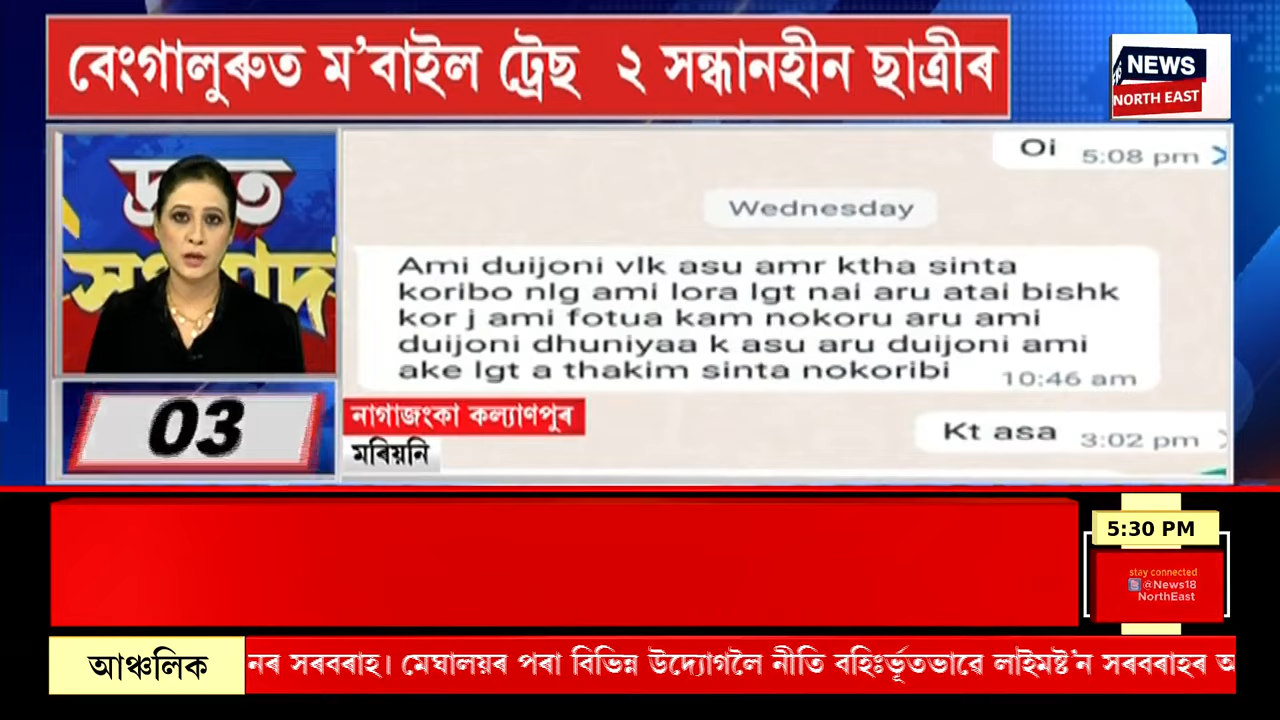 বেংগালুৰুত ম'বাইল ট্ৰেছ ২ সন্ধানহীন ছাত্ৰীৰ
NEWS
NORTH EAST
দ্ৰুত
সংবাদ
03
Oi 5:08 pm
Wednesday
Ami duijoni vlk asu amr ktha sinta
koribo nlg ami lora lgt nai aru atai bishk
kor j ami fotua kam nokoru aru ami
duijoni dhuniyaa k asu aru duijoni ami
ake lgt a thakim sinta nokoribi 10:46 am
Kt asa 3:02 pm
নাগাজংকা কল্যাণপুৰ
মৰিয়নি
5:30 PM
stay connected
@News18
NorthEast
আঞ্চলিক
নৰ সৰবৰাহ। মেঘালয়ৰ পৰা বিভিন্ন উদ্যোগলৈ নীতি বহিঃৰ্ভূতভাৱে লাইমষ্ট'ন সৰবৰাহৰ অ